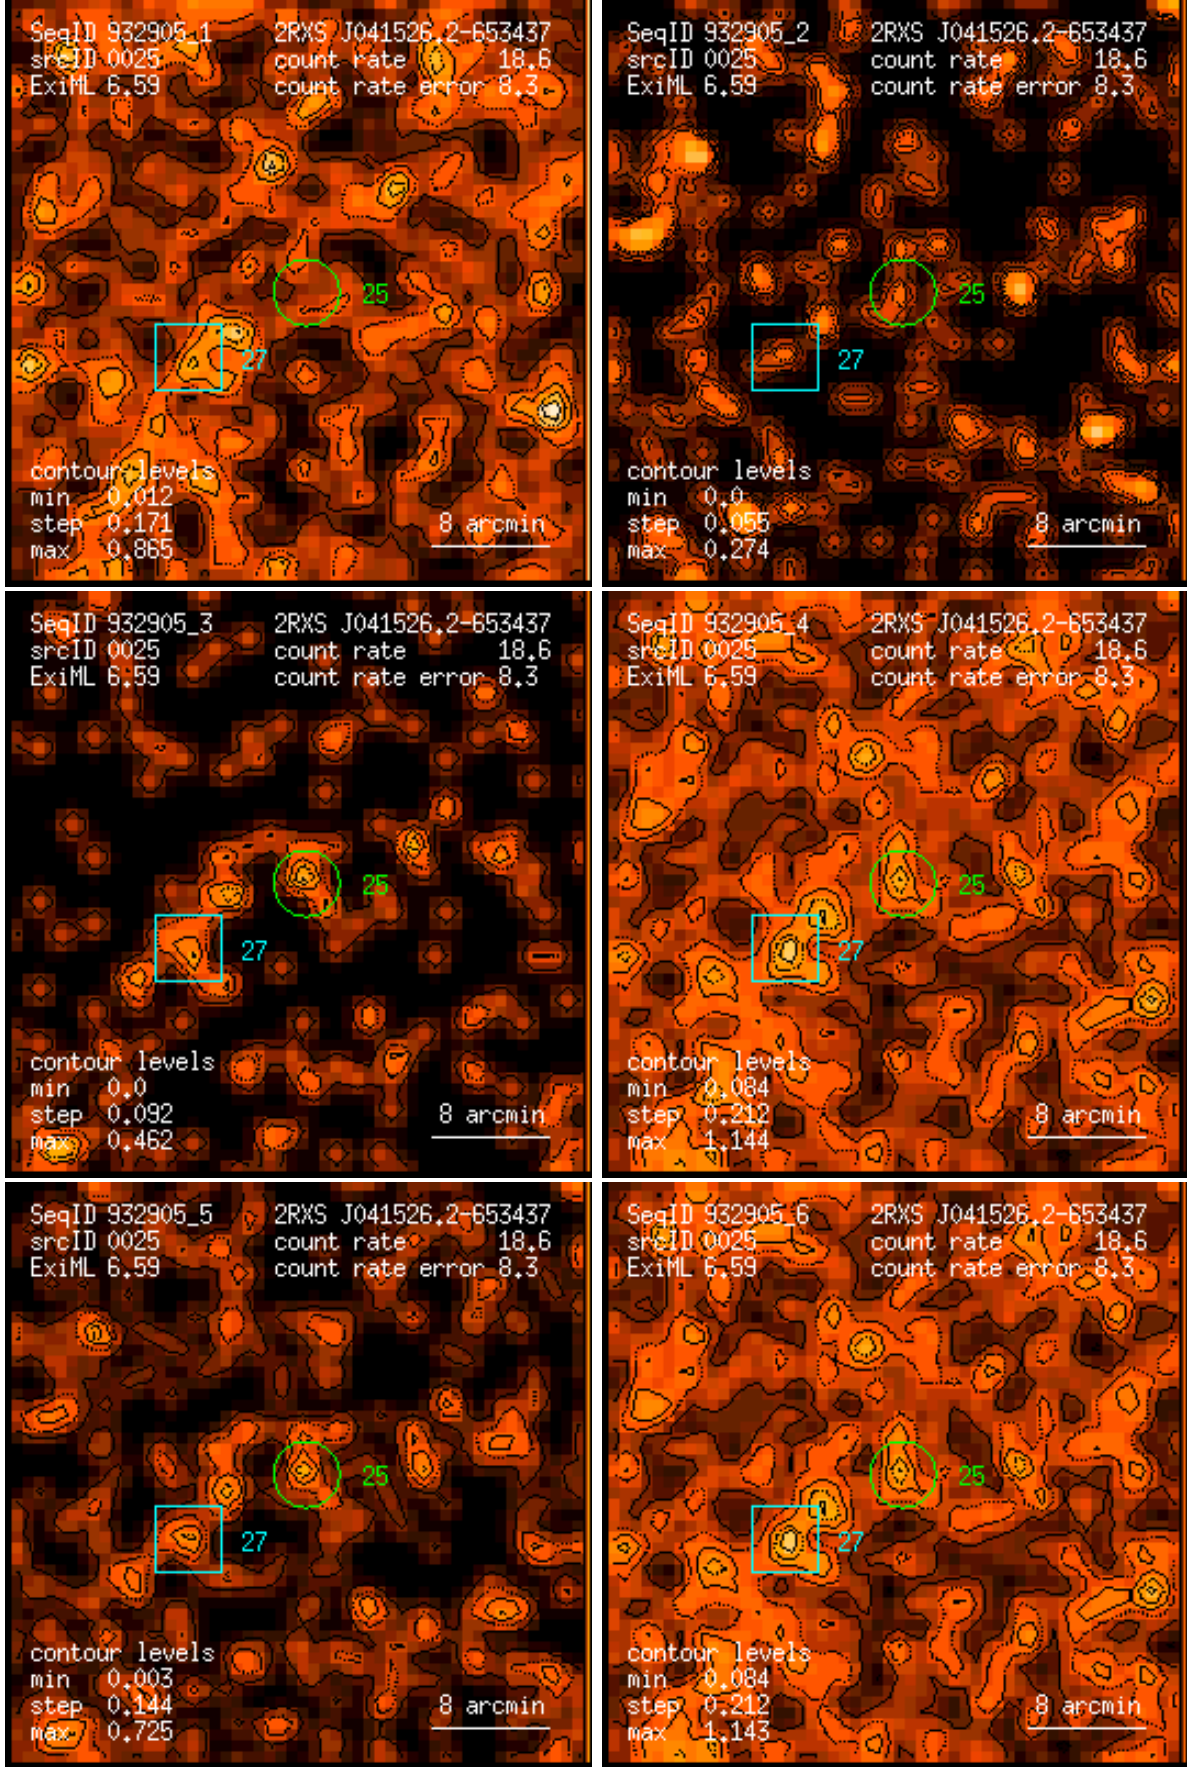 SeqID 932905_1 2RXS J041526.2-653437
srcID 0025 count rate 18.6
ExiML 6.59 count rate error 8.3
25
27
contour levels
min 0.012
step 0.171
max 0.865
8 arcmin
SeqID 932905_2 2RXS J041526.2-653437
srcID 0025 count rate 18.6
ExiML 6.59 count rate error 8.3
25
27
contour levels
min 0.0
step 0.055
max 0.274
8 arcmin
SeqID 932905_3 2RXS J041526.2-653437
srcID 0025 count rate 18.6
ExiML 6.59 count rate error 8.3
25
27
contour levels
min 0.0
step 0.092
max 0.462
8 arcmin
SeqID 932905_4 2RXS J041526.2-653437
srcID 0025 count rate 18.6
ExiML 6.59 count rate error 8.3
25
27
contour levels
min 0.084
step 0.212
max 1.144
8 arcmin
SeqID 932905_5 2RXS J041526.2-653437
srcID 0025 count rate 18.6
ExiML 6.59 count rate error 8.3
25
27
contour levels
min 0.003
step 0.144
max 0.725
8 arcmin
SeqID 932905_6 2RXS J041526.2-653437
srcID 0025 count rate 18.6
ExiML 6.59 count rate error 8.3
25
27
contour levels
min 0.084
step 0.212
max 1.143
8 arcmin